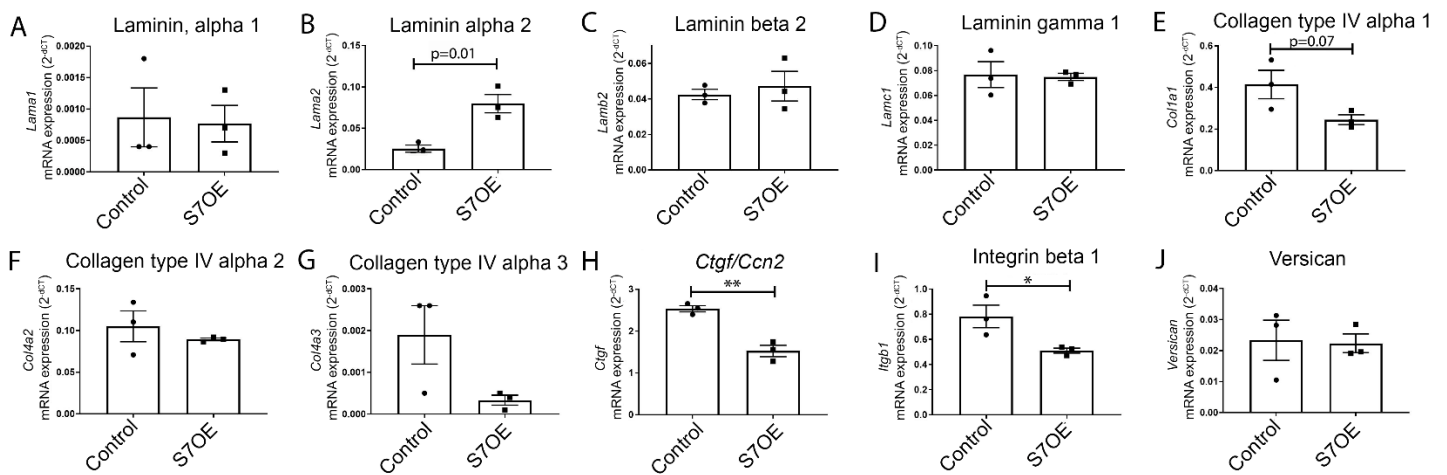 A Laminin, alpha 1
Lama1
mRNA expression (2-dCT)
0.0020
0.0015
0.0010
0.0005
0.0000
Control
S7OE
B Laminin alpha 2
Lama2
mRNA expression (2-dCT)
0.15
0.10
0.05
0.00
p=0.01
Control
S7OE
C Laminin beta 2
Lamb2
mRNA expression (2-dCT)
0.06
0.04
0.02
0.00
Control
S7OE
D Laminin gamma 1
Lamc1
mRNA expression (2-dCT)
0.10
0.08
0.06
0.04
0.02
0.00
Control
S7OE
E Collagen type IV alpha 1
Col1a1
mRNA expression (2-dCT)
0.6
0.4
0.2
0.0
p=0.07
Control
S7OE
F Collagen type IV alpha 2
Col4a2
mRNA expression (2-dCT)
0.15
0.10
0.05
0.00
Control
S7OE
G Collagen type IV alpha 3
Col4a3
mRNA expression (2-dCT)
0.003
0.002
0.001
0.000
Control
S7OE
H Ctgf/Ccn2
Ctgf
mRNA expression (2-dCT)
3
2
1
0
**
Control
S7OE
I Integrin beta 1
Itgb1
mRNA expression (2-dCT)
1.0
0.8
0.6
0.4
0.2
0.0
*
Control
S7OE
J Versican
Versican
mRNA expression (2-dCT)
0.04
0.03
0.02
0.01
0.00
Control
S7OE